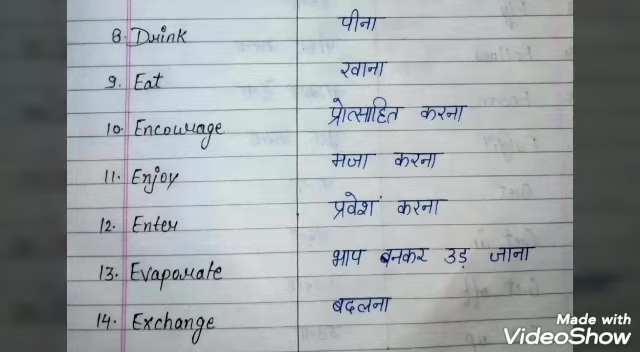 8. Drink पीना
9. Eat खाना
10. Encourage प्रोत्साहित करना
11. Enjoy मजा करना
12. Enter प्रवेश करना
13. Evaporate भाप बनकर उड़ जाना
14. Exchange बदलना
Made with
VideoShow